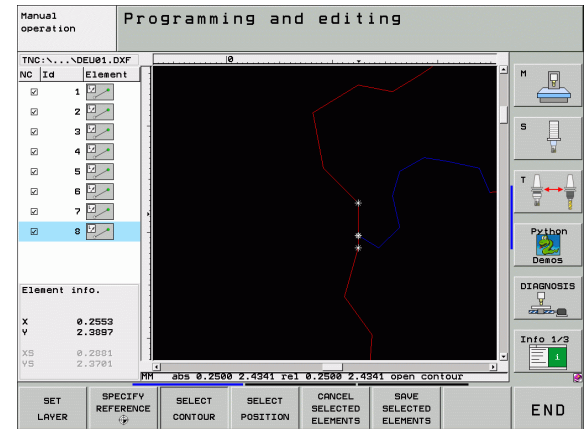 Manual
operation
Programming and editing
TNC:\...\DEU01.DXF
NC Id Element
0
1
2
3
4
5
6
7
8
Element info.
X 0.2553
Y 2.3897
XS 0.2881
YS 2.3701
MM abs 0.2500 2.4341 rel 0.2500 2.4341 open contour
M
S
T
Python
Demos
DIAGNOSIS
Info 1/3
i
SET
LAYER
SPECIFY
REFERENCE
SELECT
CONTOUR
SELECT
POSITION
CANCEL
SELECTED
ELEMENTS
SAVE
SELECTED
ELEMENTS
END